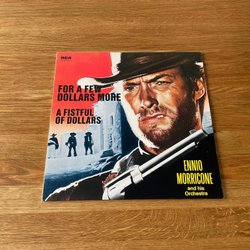 RCA
FOR A FEW
DOLLARS MORE
A FISTFUL
OF DOLLARS
ENNIO
MORRICONE
and his
Orchestra